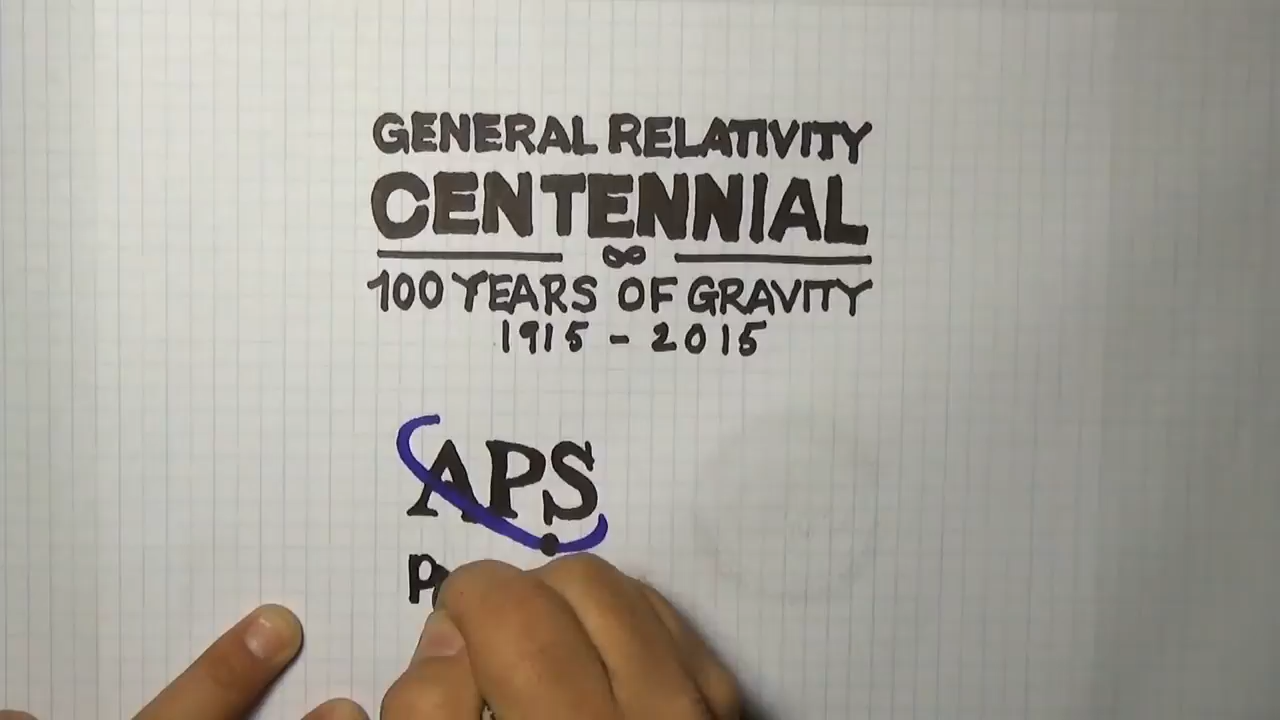 GENERAL RELATIVITY
CENTENNIAL
∞
100 YEARS OF GRAVITY
1915 - 2015
APS